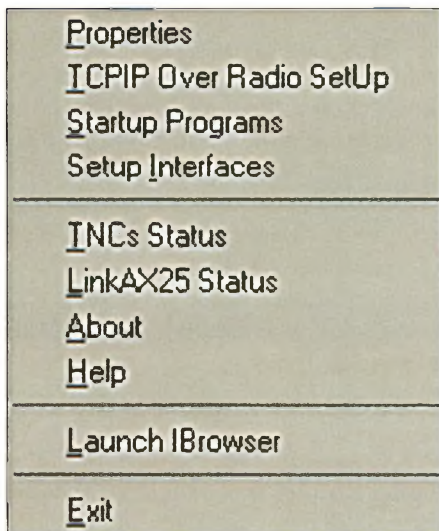 Properties
TCPIP Over Radio SetUp
Startup Programs
Setup Interfaces
TNCs Status
LinkAX25 Status
About
Help
Launch IBrowser
Exit